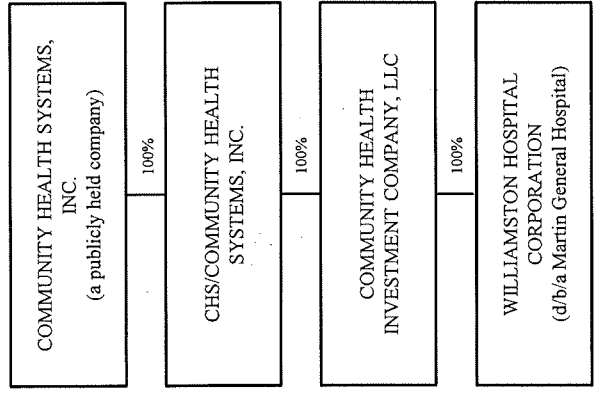 COMMUNITY HEALTH SYSTEMS,
INC.
(a publicly held company)
100%
CHS/COMMUNITY HEALTH
SYSTEMS, INC.
100%
COMMUNITY HEALTH
INVESTMENT COMPANY, LLC
100%
WILLIAMSTON HOSPITAL
CORPORATION
(d/b/a Martin General Hospital)